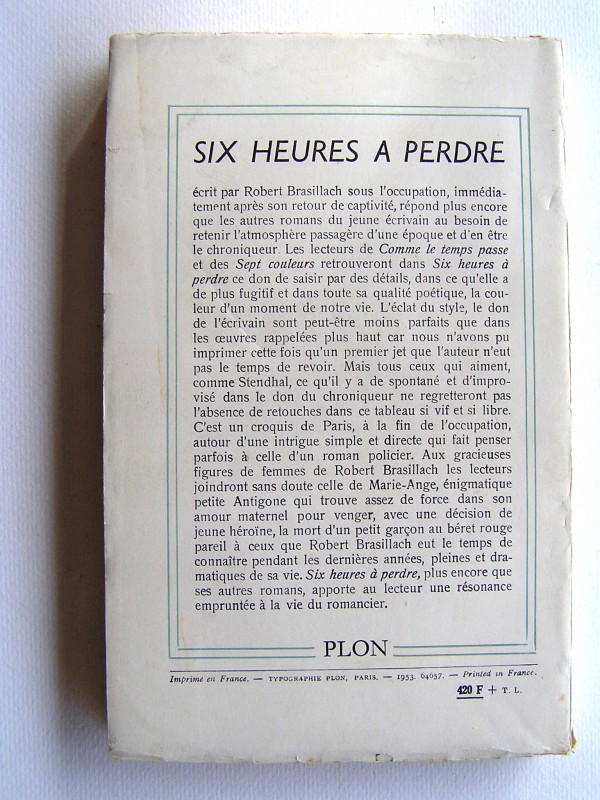 SIX HEURES A PERDRE
écrit par Robert Brasillach sous l'occupation, immédia-
tement après son retour de captivité, répond plus encore
que les autres romans du jeune écrivain au besoin de
retenir l'atmosphère passagère d'une époque et d'en être
le chroniqueur. Les lecteurs de Comme le temps passe
et des Sept couleurs retrouveront dans Six heures à
perdre ce don de saisir par des détails, dans ce qu'elle a
de plus fugitif et dans toute sa qualité poétique, la cou-
leur d'un moment de notre vie. L'éclat du style, le don
de l'écrivain sont peut-être moins parfaits que dans
les œuvres rappelées plus haut car nous n'avons pu
imprimer cette fois qu'un premier jet que l'auteur n'eut
pas le temps de revoir. Mais tous ceux qui aiment,
comme Stendhal, ce qu'il y a de spontané et d'impro-
visé dans le don du chroniqueur ne regretteront pas
l'absence de retouches dans ce tableau si vif et si libre.
C'est un croquis de Paris, à la fin de l'occupation,
autour d'une intrigue simple et directe qui fait penser
parfois à celle d'un roman policier. Aux gracieuses
figures de femmes de Robert Brasillach les lecteurs
joindront sans doute celle de Marie-Ange, énigmatique
petite Antigone qui trouve assez de force dans son
amour maternel pour venger, avec une décision de
jeune héroïne, la mort d'un petit garçon au béret rouge
pareil à ceux que Robert Brasillach eut le temps de
connaître pendant les dernières années, pleines et dra-
matiques de sa vie. Six heures à perdre, plus encore que
ses autres romans, apporte au lecteur une résonance
empruntée à la vie du romancier.
PLON
Imprimé en France. — TYPOGRAPHIE PLON, PARIS. — 1953. 64657. — Printed in France.
420 F + T. L.